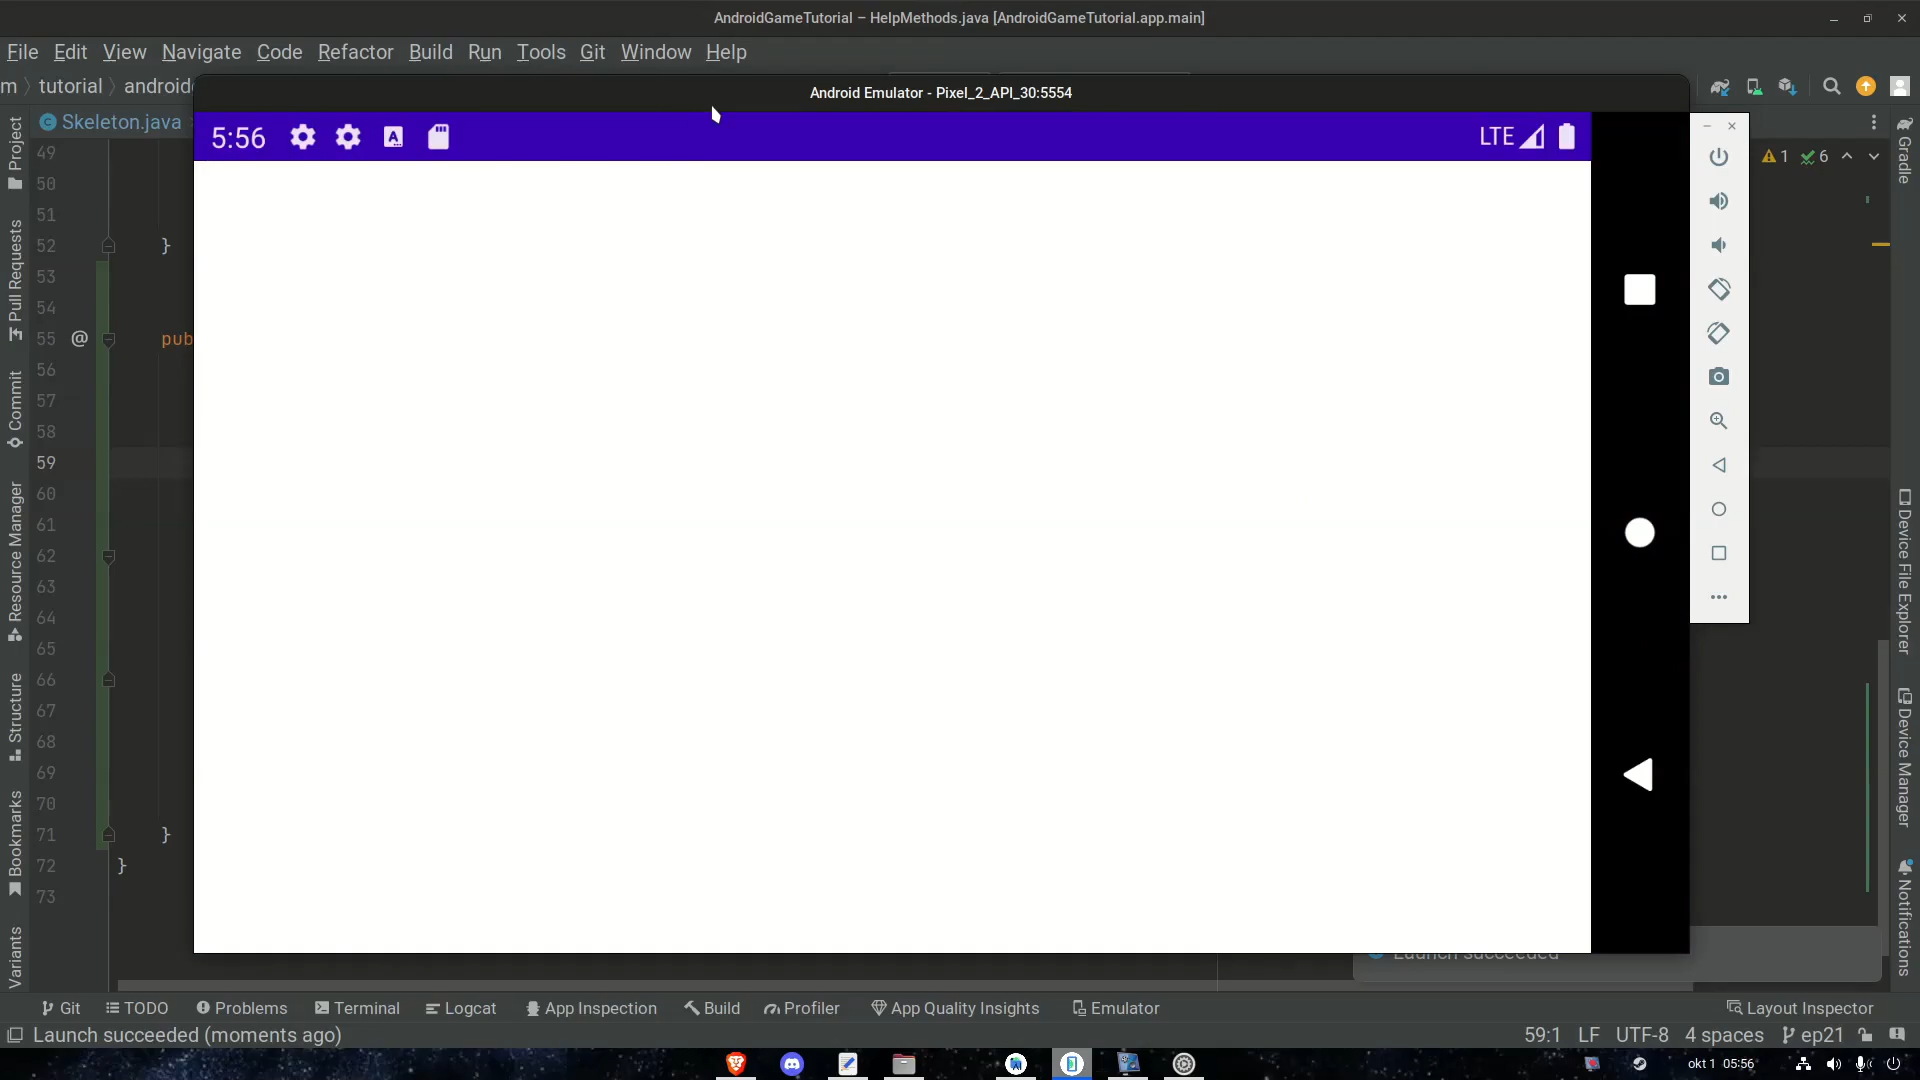 AndroidGameTutorial – HelpMethods.java [AndroidGameTutorial.app.main]
File Edit View Navigate Code Refactor Build Run Tools Git Window Help
m tutorial android
Android Emulator - Pixel_2_API_30:5554
Skeleton.java
5:56
A
LTE
1 6
49
50
51
52 }
53
54
55 @ pub
56
57
58
59
60
61
62
63
64
65
66
67
68
69
70
71 }
72 }
73
Project
Pull Requests
Commit
Resource Manager
Structure
Bookmarks
Variants
Gradle
Device File Explorer
Device Manager
Notifications
Launch succeeded
Git TODO Problems Terminal Logcat App Inspection Build Profiler App Quality Insights Emulator Layout Inspector
Launch succeeded (moments ago) 59:1 LF UTF-8 4 spaces ep21
okt 1 05:56